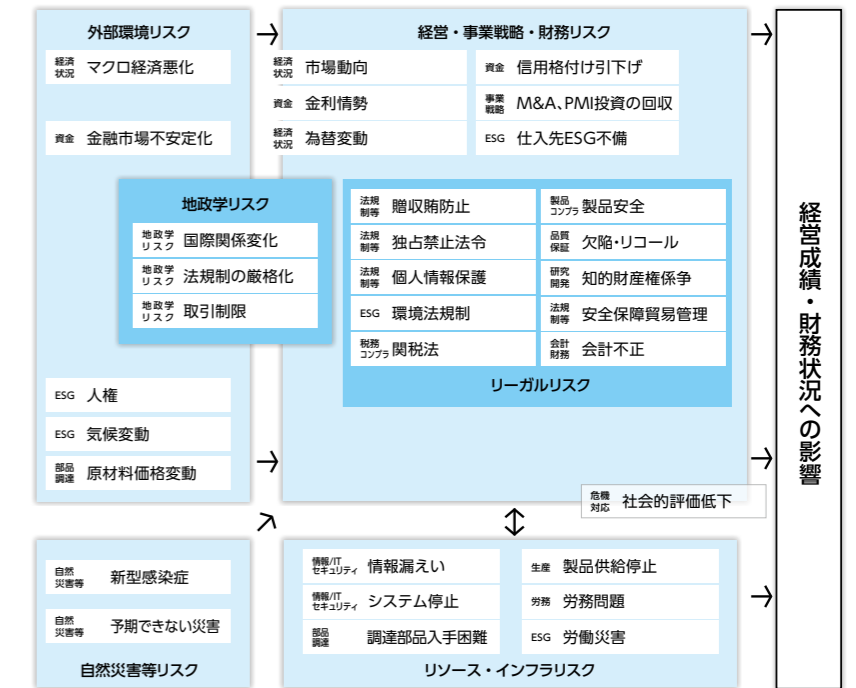 外部環境リスク
経済状況 マクロ経済悪化
資金 金融市場不安定化
地政学リスク
地政学リスク 国際関係変化
地政学リスク 法規制の厳格化
地政学リスク 取引制限
ESG 人権
ESG 気候変動
部品調達 原材料価格変動
経営・事業戦略・財務リスク
経済状況 市場動向
資金 金利情勢
経済状況 為替変動
資金 信用格付け引下げ
事業戦略 M&A、PMI投資の回収
ESG 仕入先ESG不備
法規制等 贈収賄防止
法規制等 独占禁止法令
法規制等 個人情報保護
ESG 環境法規制
税務コンプラ 関税法
製品コンプラ 製品安全
品質保証 欠陥・リコール
研究開発 知的財産権係争
法規制等 安全保障貿易管理
会計財務 会計不正
リーガルリスク
危機対応 社会的評価低下
自然災害等 新型感染症
自然災害等 予期できない災害
自然災害等リスク
情報/ITセキュリティ 情報漏えい
情報/ITセキュリティ システム停止
部品調達 調達部品入手困難
生産 製品供給停止
労務 労務問題
ESG 労働災害
リソース・インフラリスク
経営成績・財務状況への影響